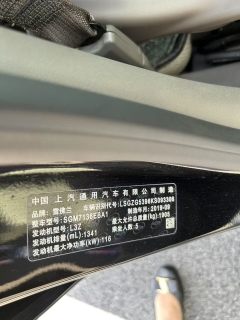 中国 上汽通用汽车有限公司制造
品牌：雪佛兰 车辆识别代号：LSGZG5396KS093306
整车型号：SGM7136EBA1 制造年月：2019-09
发动机型号：L3Z 最大允许总质量(kg)：1908
发动机排量(mL)：1341 乘坐人数：5
发动机最大净功率(kW)：116